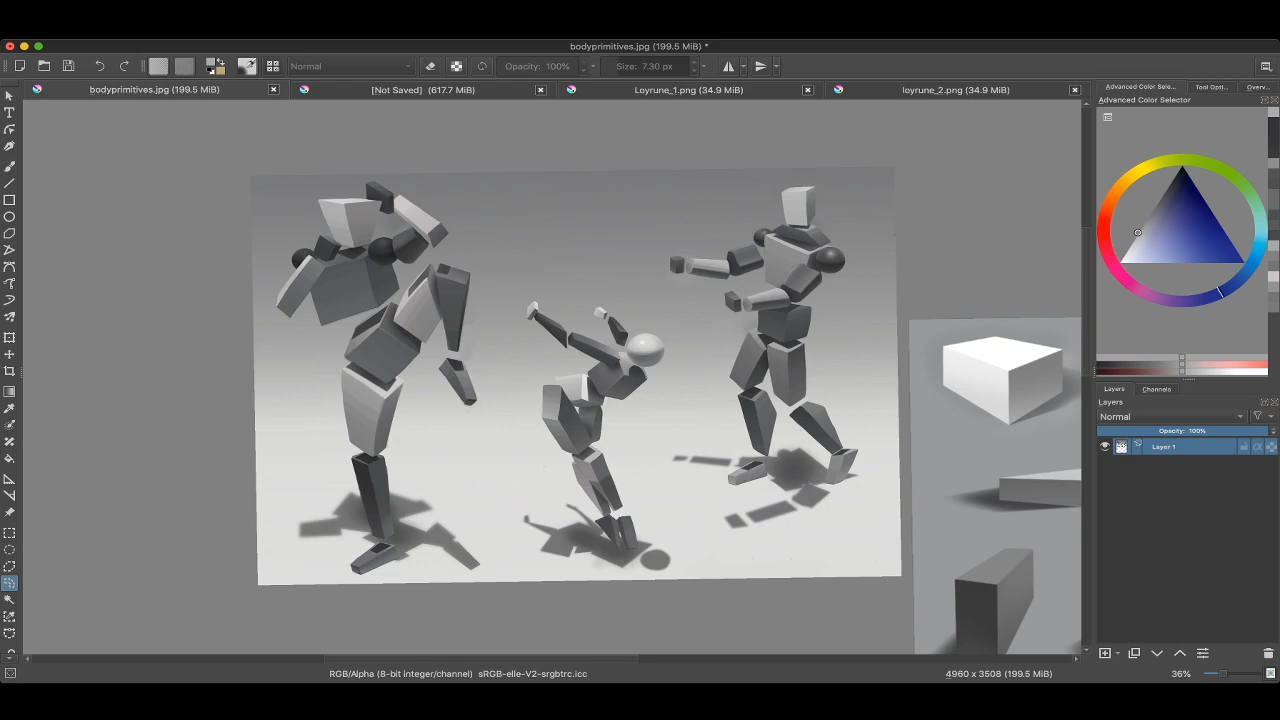 bodyprimitives.jpg (199.5 MiB) *
Normal
Opacity: 100%
Size: 7.30 px
bodyprimitives.jpg (199.5 MiB)
[Not Saved] (617.7 MiB)
Loyrune_1.png (34.9 MiB)
loyrune_2.png (34.9 MiB)
Advanced Color Sele...
Tool Opti...
Overv...
Advanced Color Selector
Layers
Channels
Layers
Normal
Opacity: 100%
Layer 1
RGB/Alpha (8-bit integer/channel) sRGB-elle-V2-srgbtrc.icc
4960 x 3508 (199.5 MiB)
36%